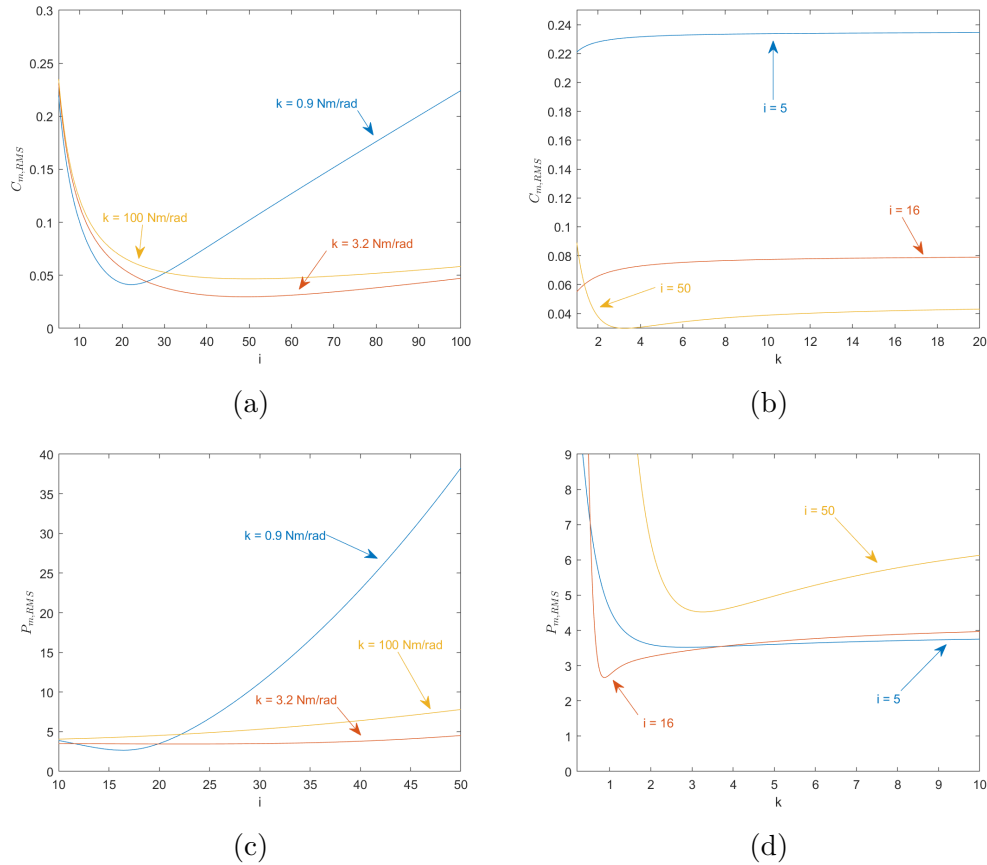 0.3
0.25
0.2
0.15
0.1
0.05
0
C_{m,RMS}
k = 0.9 Nm/rad
k = 100 Nm/rad
k = 3.2 Nm/rad
10 20 30 40 50 60 70 80 90 100
i
(a)
0.24
0.22
0.2
0.18
0.16
0.14
0.12
0.1
0.08
0.06
0.04
C_{m,RMS}
i = 5
i = 16
i = 50
2 4 6 8 10 12 14 16 18 20
k
(b)
40
35
30
25
20
15
10
5
0
P_{m,RMS}
k = 0.9 Nm/rad
k = 100 Nm/rad
k = 3.2 Nm/rad
10 15 20 25 30 35 40 45 50
i
(c)
9
8
7
6
5
4
3
2
1
0
P_{m,RMS}
i = 50
i = 16
i = 5
1 2 3 4 5 6 7 8 9 10
k
(d)